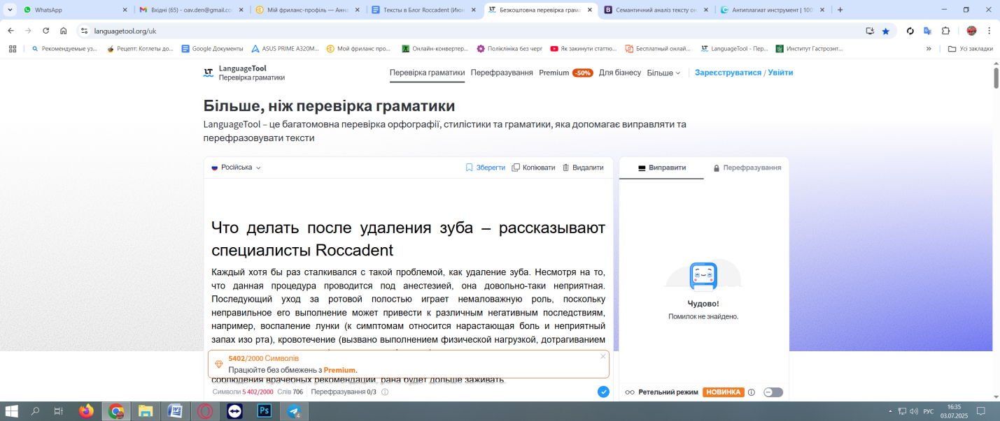 WhatsApp
Вхідні (65) - oav.den@gmail.co
Мій фриланс-профіль — Анна
Тексты в Блог Roccadent (Июн
Безкоштовна перевірка грама
Семантичний аналіз тексту он
Антиплагиат инструмент | 100
languagetool.org/uk
Рекомендуемые уз...
Рецепт: Котлеты до...
Google Документы
ASUS PRIME A320M...
Мой фриланс про...
Онлайн-конвертер...
Поліклініка без черг
Як закинути статтю...
Бесплатный онлай...
LanguageTool - Пер...
Институт Гастроэнт...
Усі закладки
LanguageTool
Перевірка граматики
Перевірка граматики Перефразування Premium -50% Для бізнесу Більше Зареєструватися / Увійти
Більше, ніж перевірка граматики
LanguageTool – це багатомовна перевірка орфографії, стилістики та граматики, яка допомагає виправляти та
перефразовувати тексти
Російська
Зберегти Копіювати Видалити
Виправити Перефразування
Что делать после удаления зуба – рассказывают
специалисты Roccadent
Каждый хотя бы раз сталкивался с такой проблемой, как удаление зуба. Несмотря на то,
что данная процедура проводится под анестезией, она довольно-таки неприятная.
Последующий уход за ротовой полостью играет немаловажную роль, поскольку
неправильное его выполнение может привести к различным негативным последствиям,
например, воспаление лунки (к симптомам относится нарастающая боль и неприятный
запах изо рта), кровотечение (вызвано выполнением физической нагрузкой, дотрагиванием
5402/2000 Символів
Працюйте без обмежень з Premium.
соблюдения врачебных рекомендаций, рана будет дольше заживать.
Символи 5 402/2000 Слів 706 Перефразування 0/3
Чудово!
Помилок не знайдено.
Ретельний режим НОВИНКА
РУС
16:35
03.07.2025